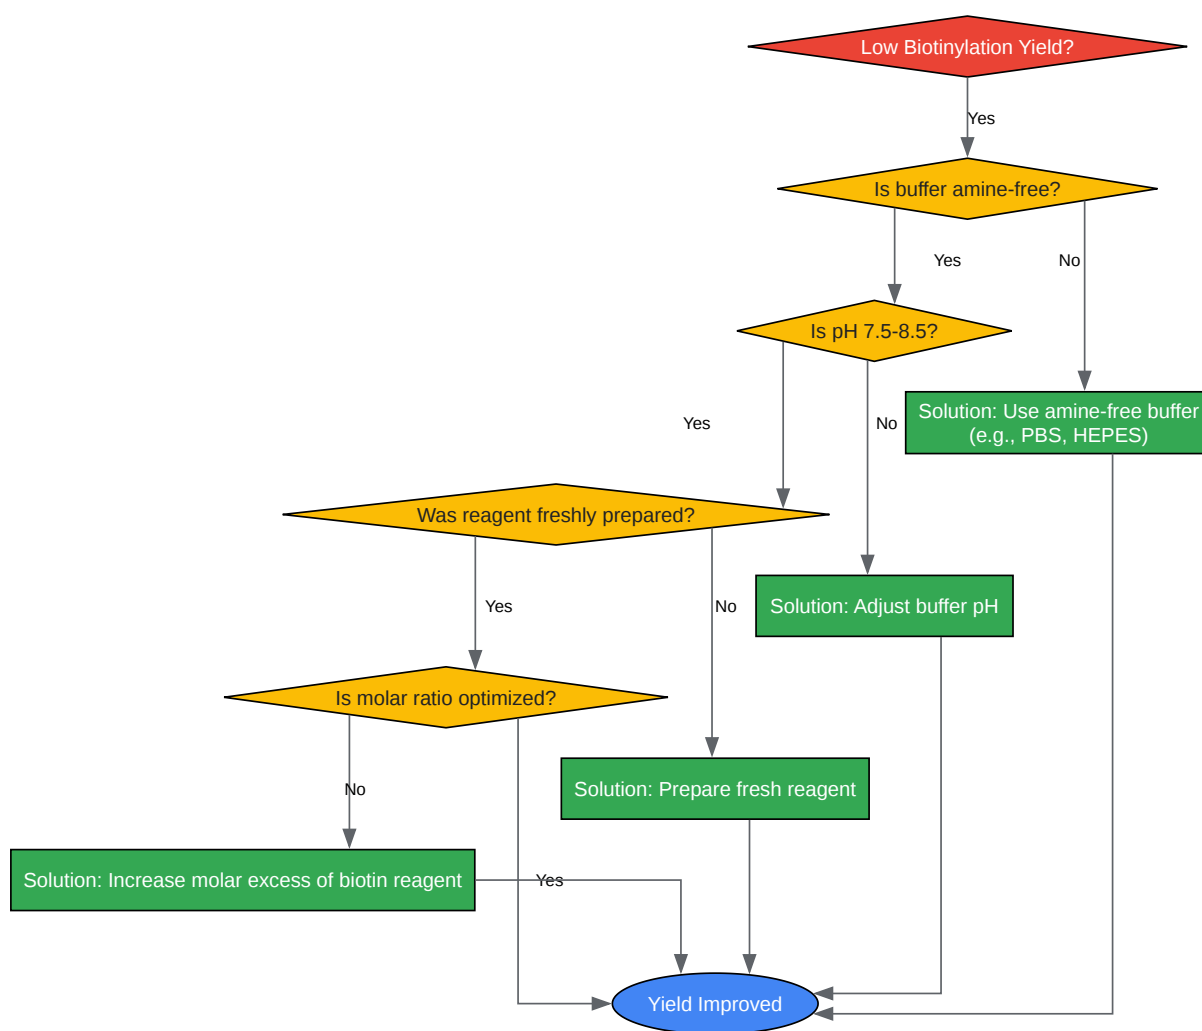 Low Biotinylation Yield?
Yes
Is buffer amine-free?
Yes
No
Is pH 7.5-8.5?
Solution: Use amine-free buffer
(e.g., PBS, HEPES)
Yes
No
Was reagent freshly prepared?
Yes
No
Solution: Adjust buffer pH
Is molar ratio optimized?
No
Solution: Prepare fresh reagent
Solution: Increase molar excess of biotin reagent
Yes
Yield Improved